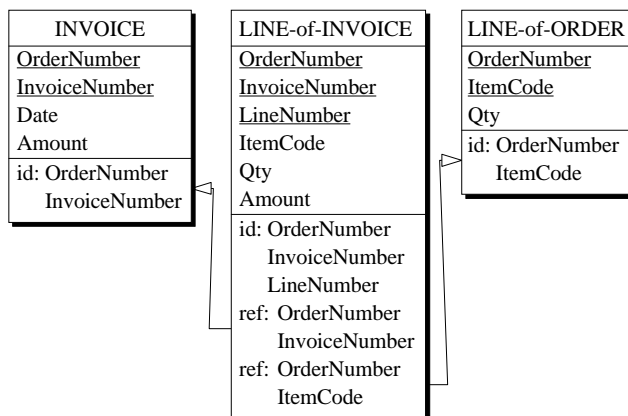 INVOICE
OrderNumber
InvoiceNumber
Date
Amount
id: OrderNumber
InvoiceNumber
LINE-of-INVOICE
OrderNumber
InvoiceNumber
LineNumber
ItemCode
Qty
Amount
id: OrderNumber
InvoiceNumber
LineNumber
ref: OrderNumber
InvoiceNumber
ref: OrderNumber
ItemCode
LINE-of-ORDER
OrderNumber
ItemCode
Qty
id: OrderNumber
ItemCode